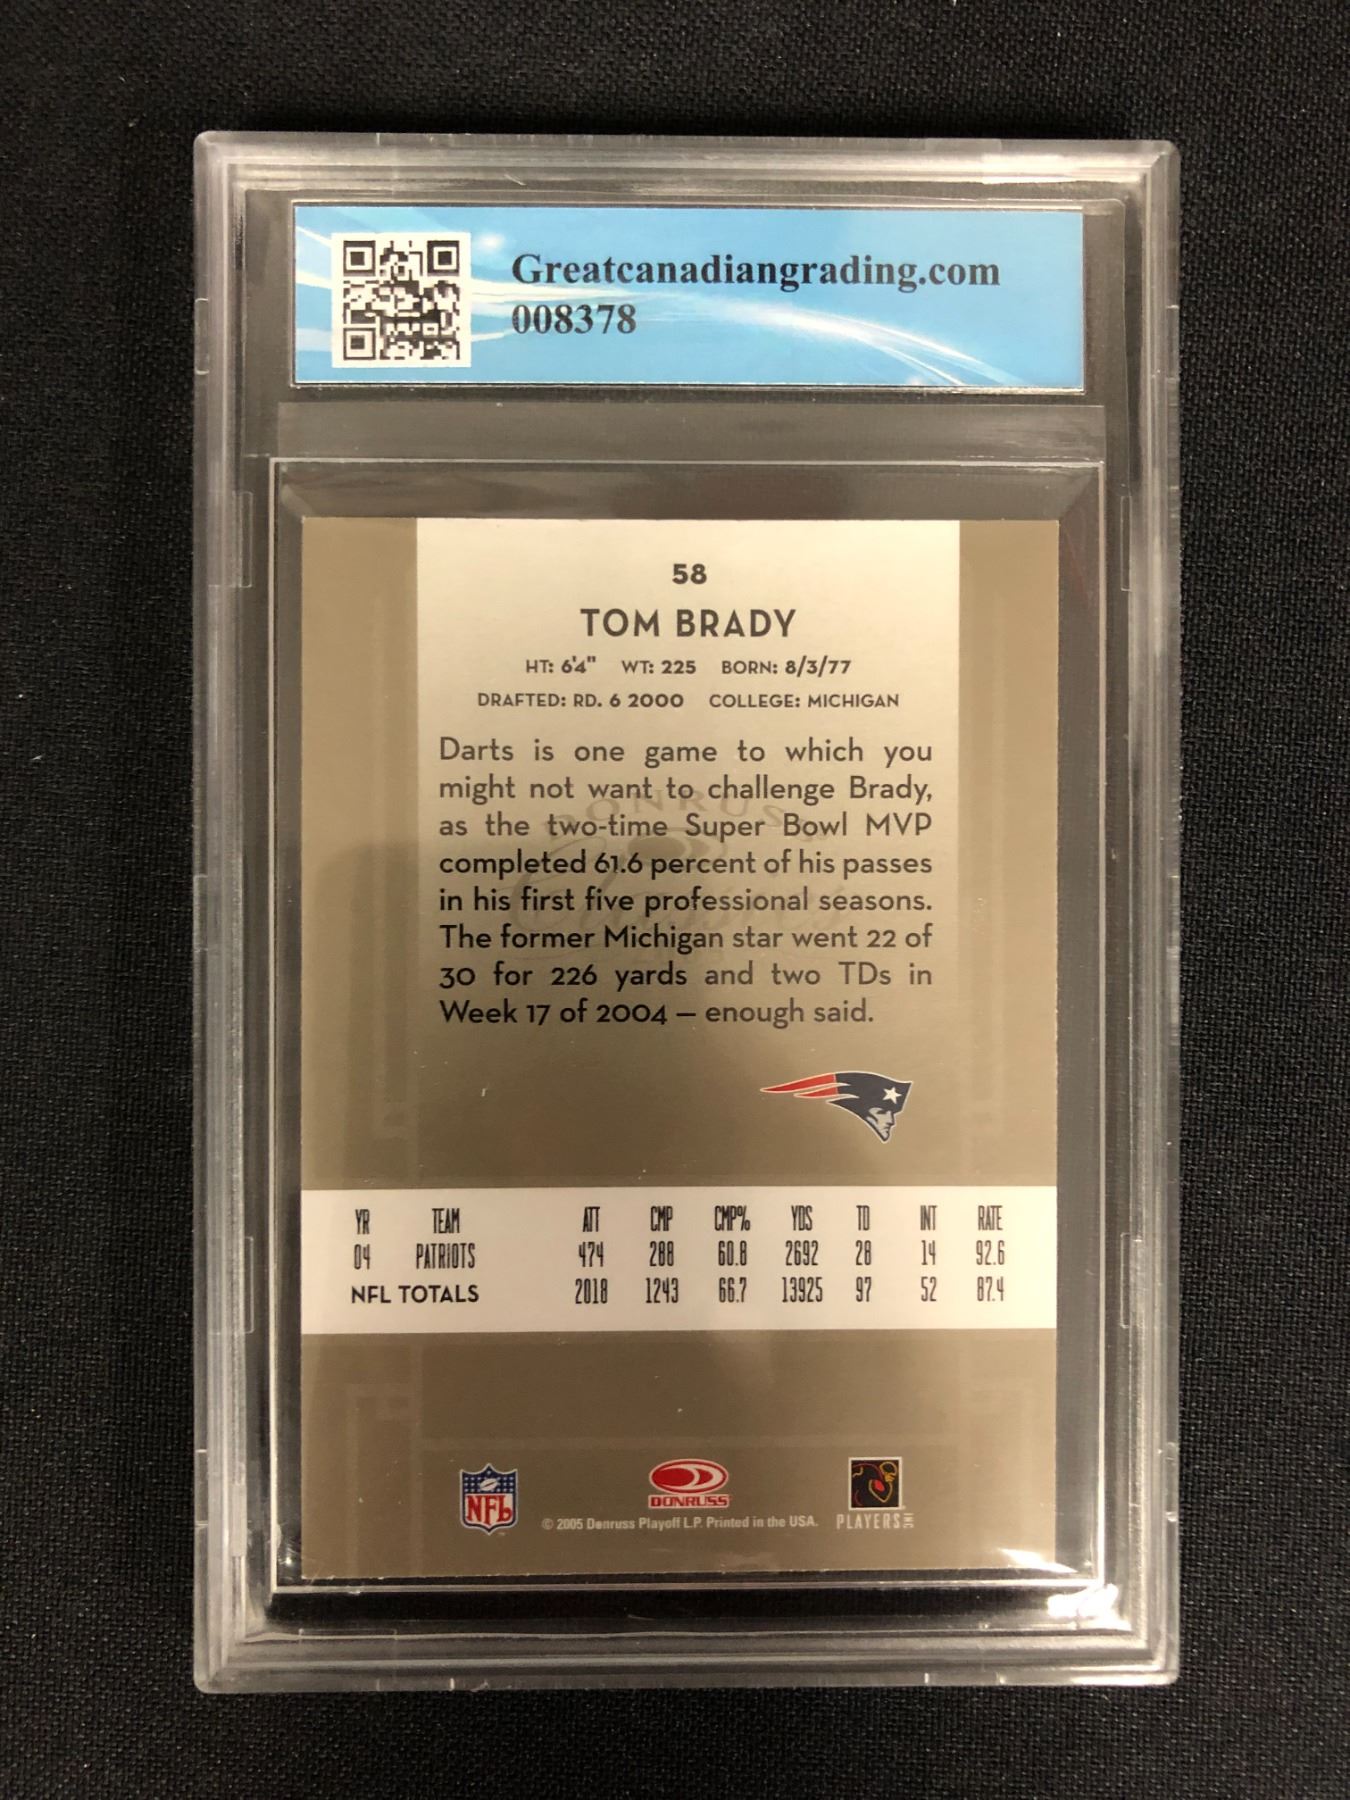 Greatcanadiangrading.com
008378
58
TOM BRADY
HT: 6'4" WT: 225 BORN: 8/3/77
DRAFTED: RD. 6 2000 COLLEGE: MICHIGAN
Darts is one game to which you
might not want to challenge Brady,
as the two-time Super Bowl MVP
completed 61.6 percent of his passes
in his first five professional seasons.
The former Michigan star went 22 of
30 for 226 yards and two TDs in
Week 17 of 2004 — enough said.
DONRUSS
Classics
YR TEAM ATT CMP CMP% YDS TD INT RATE
04 PATRIOTS 474 288 60.8 2692 28 14 92.6
NFL TOTALS 2018 1243 66.7 13925 97 52 87.4
NFL
DONRUSS
© 2005 Donruss Playoff L.P. Printed in the USA.
PLAYERS INC